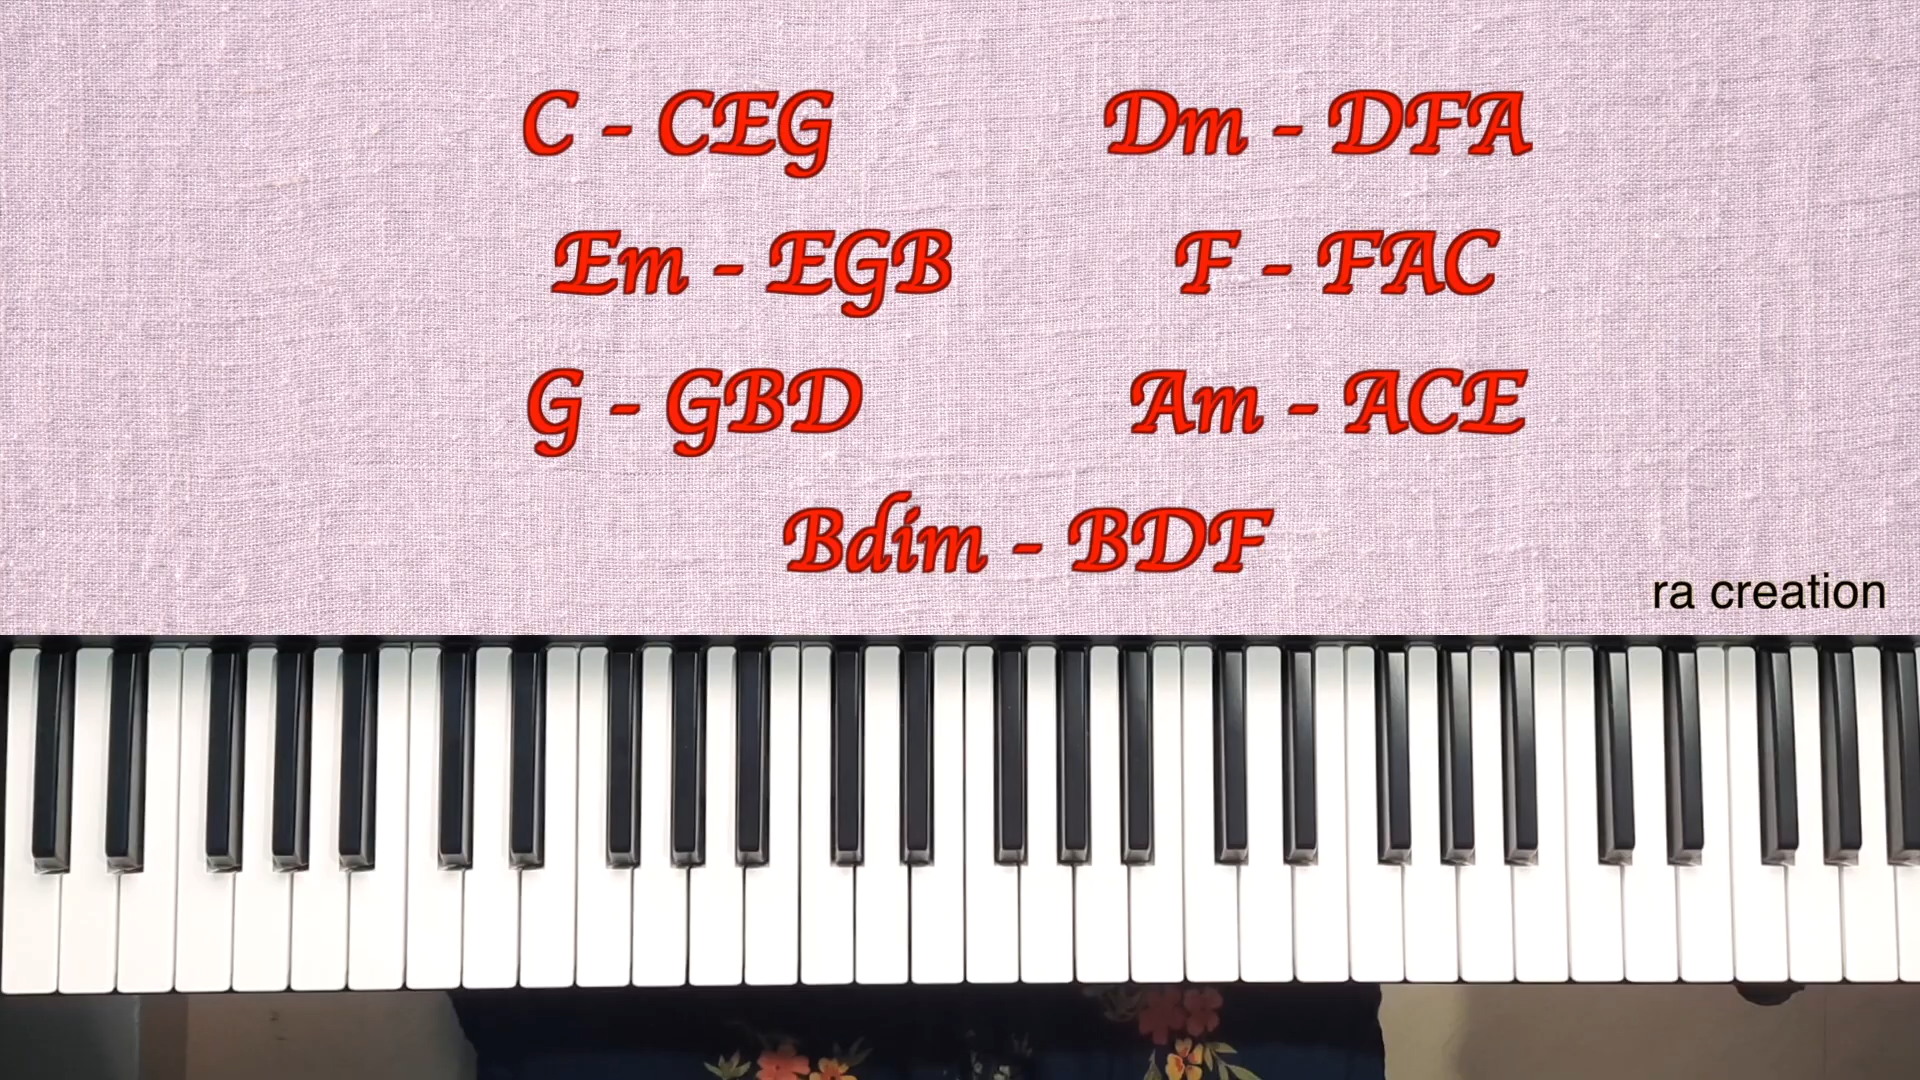 C - CEG Dm - DFA
Em - EGB F - FAC
G - GBD Am - ACE
Bdim - BDF
ra creation